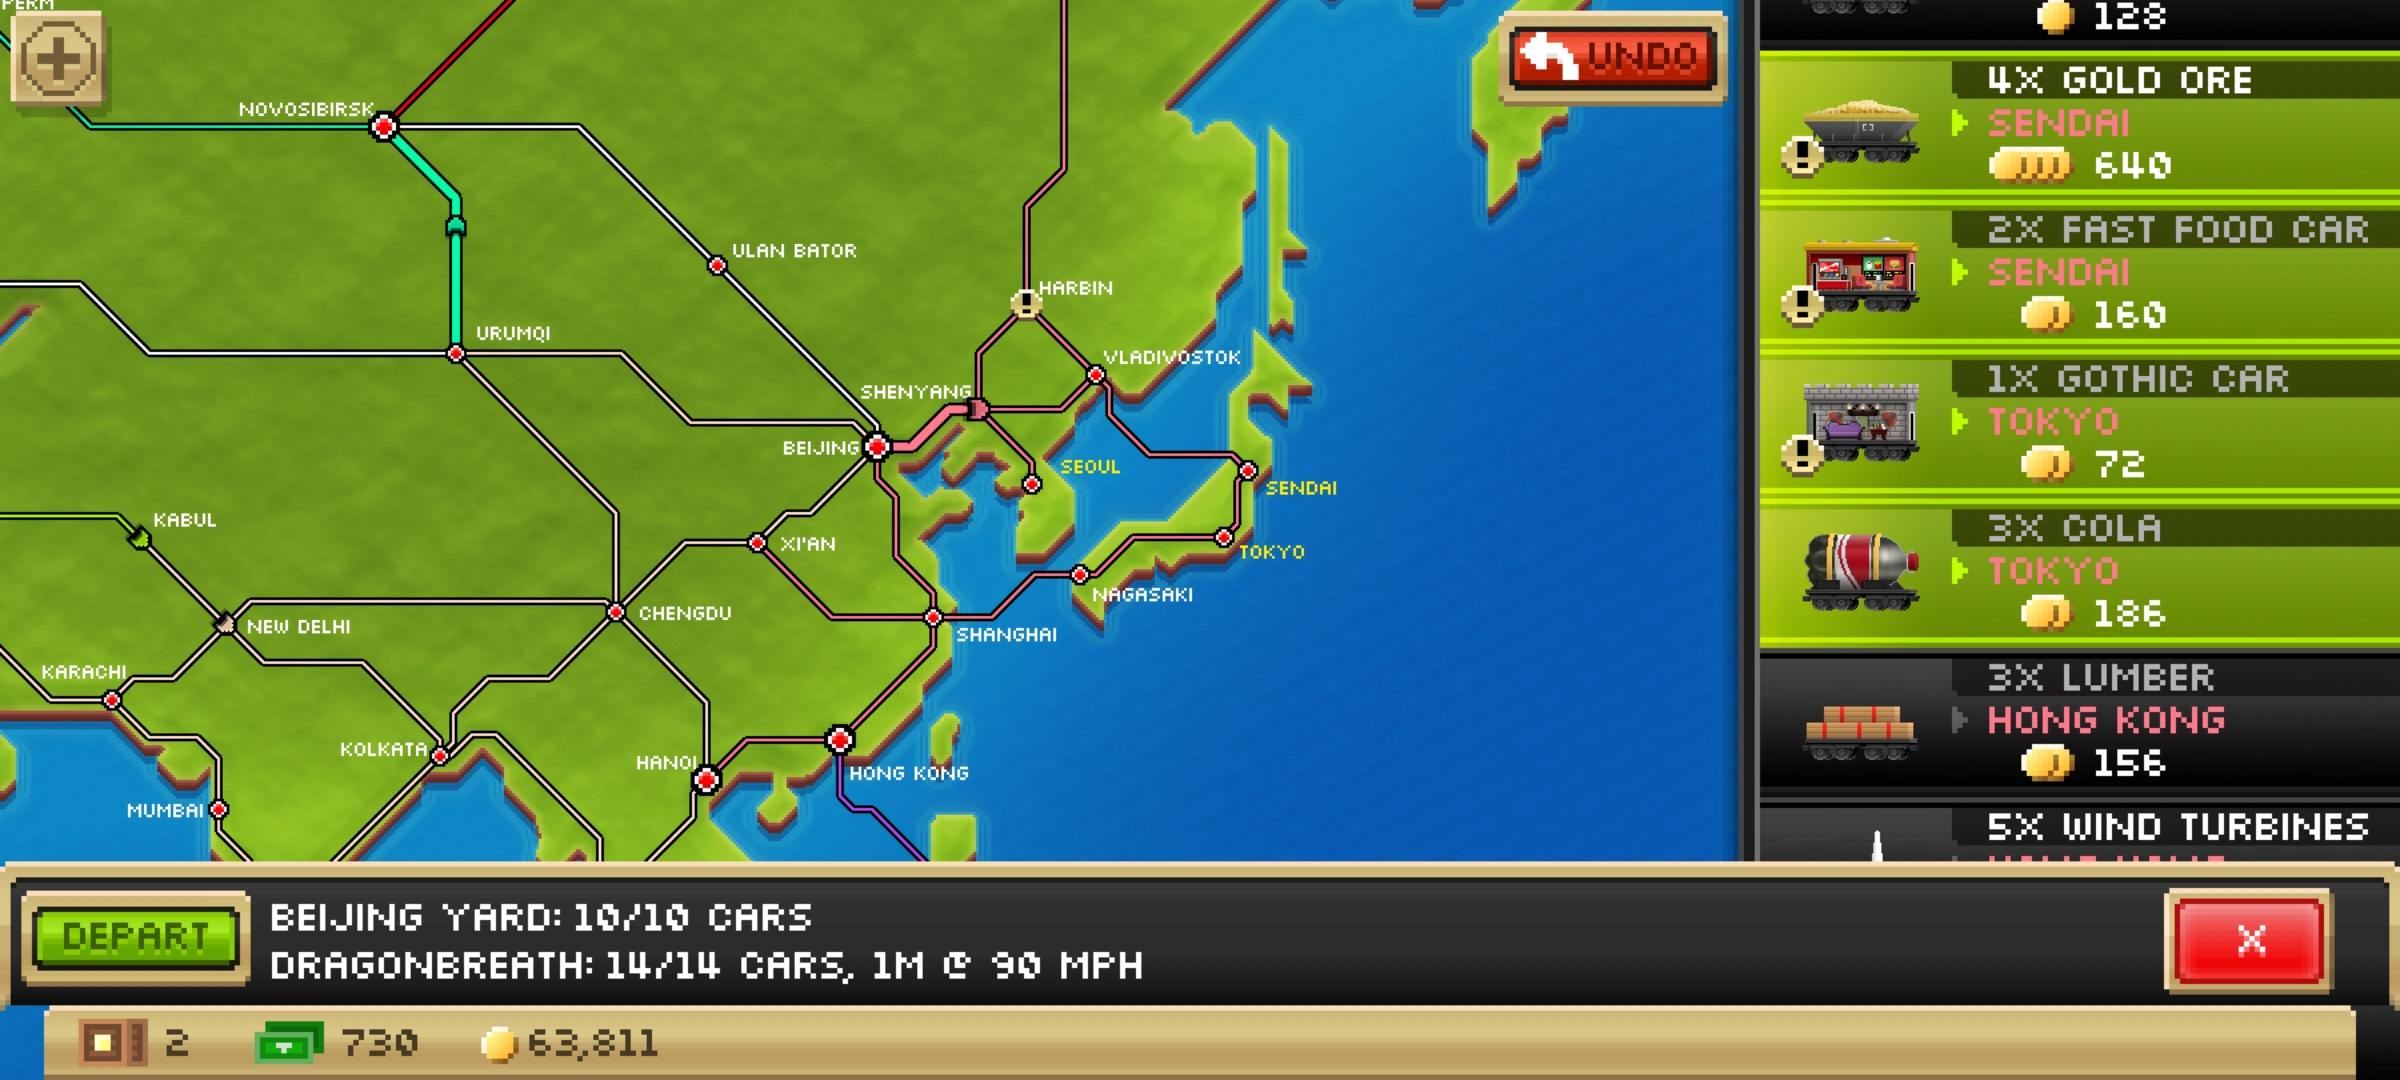 PERM
NOVOSIBIRSK
ULAN BATOR
HARBIN
URUMQI
VLADIVOSTOK
SHENYANG
BEIJING
SEOUL
SENDAI
KABUL
XI'AN
TOKYO
NAGASAKI
CHENGDU
NEW DELHI
SHANGHAI
KARACHI
KOLKATA
HANOI
HONG KONG
MUMBAI
UNDO
128
4X GOLD ORE
SENDAI
640
2X FAST FOOD CAR
SENDAI
160
1X GOTHIC CAR
TOKYO
72
3X COLA
TOKYO
186
3X LUMBER
HONG KONG
156
5X WIND TURBINES
DEPART
BEIJING YARD: 10/10 CARS
DRAGONBREATH: 14/14 CARS, 1M @ 90 MPH
X
2
730
63,811